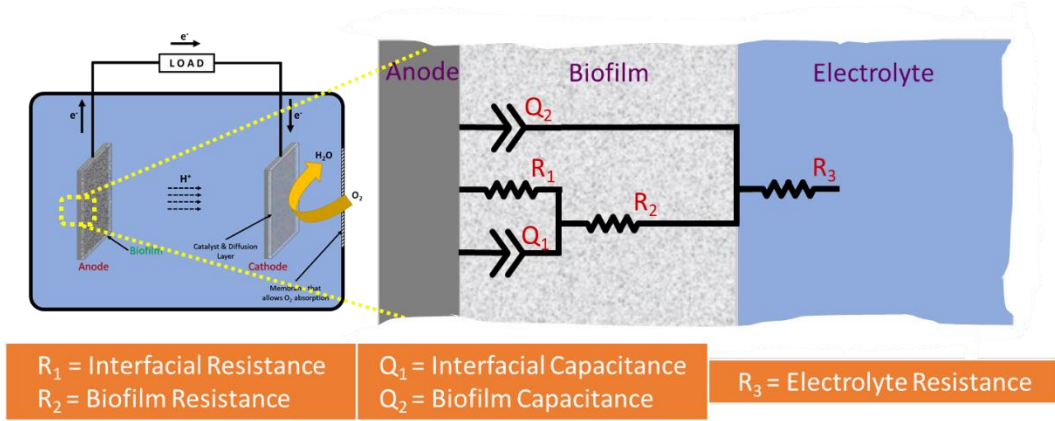 e-
LOAD
e-
e-
H2O
H+
O2
Catalyst & Diffusion
Layer
Biofilm
Anode
Cathode
that
allows O2 absorption
Anode
Biofilm
Electrolyte
Q2
R1
R2
R3
Q1
R1 = Interfacial Resistance
R2 = Biofilm Resistance
Q1 = Interfacial Capacitance
Q2 = Biofilm Capacitance
R3 = Electrolyte Resistance